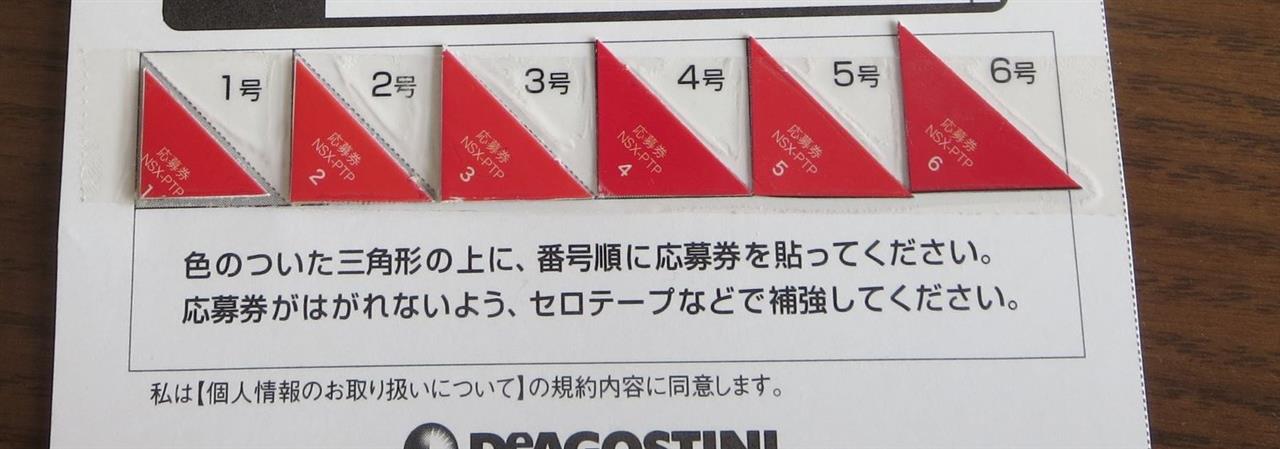 1号 2号 3号 4号 5号 6号
応募券
NSX-PTP
1
応募券
NSX-PTP
2
応募券
NSX-PTP
3
応募券
NSX-PTP
4
応募券
NSX-PTP
5
応募券
NSX-PTP
6
色のついた三角形の上に、番号順に応募券を貼ってください。
応募券がはがれないよう、セロテープなどで補強してください。
私は【個人情報のお取り扱いについて】の規約内容に同意します。
DeAGOSTINI